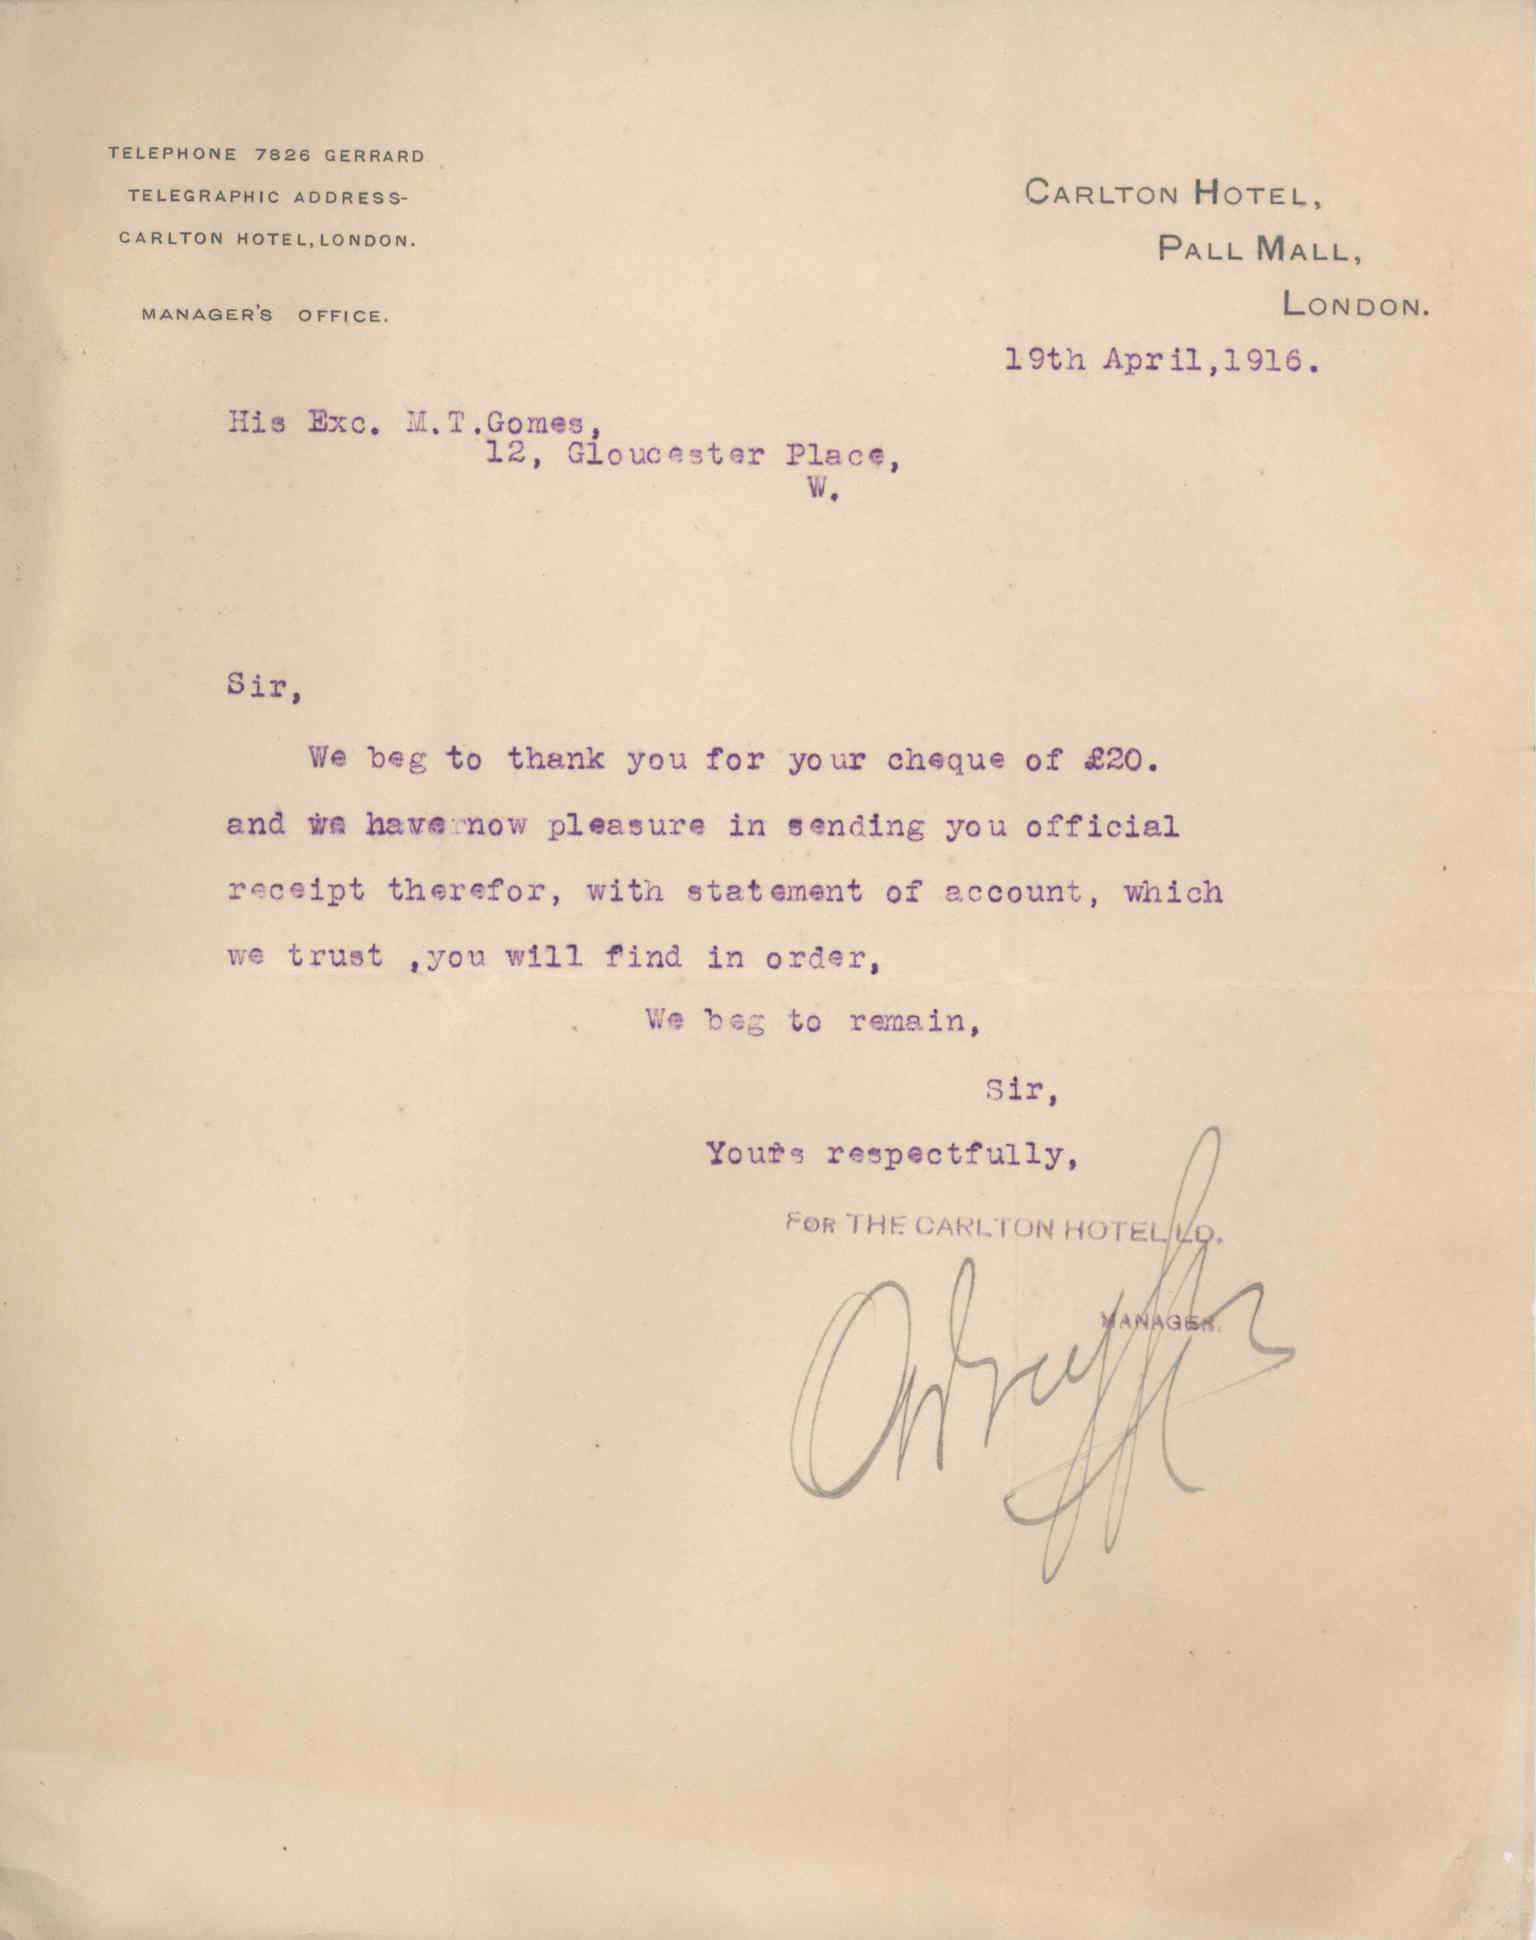 TELEPHONE 7826 GERRARD
TELEGRAPHIC ADDRESS-
CARLTON HOTEL, LONDON.
MANAGER'S OFFICE.
CARLTON HOTEL,
PALL MALL,
LONDON.
19th April,1916.
His Exc. M.T.Gomes,
12, Gloucester Place,
W.
Sir,
We beg to thank you for your cheque of £20.
and we have now pleasure in sending you official
receipt therefor, with statement of account, which
we trust ,you will find in order,
We beg to remain,
Sir,
Yours respectfully,
FOR THE CARLTON HOTEL LD.
MANAGER.